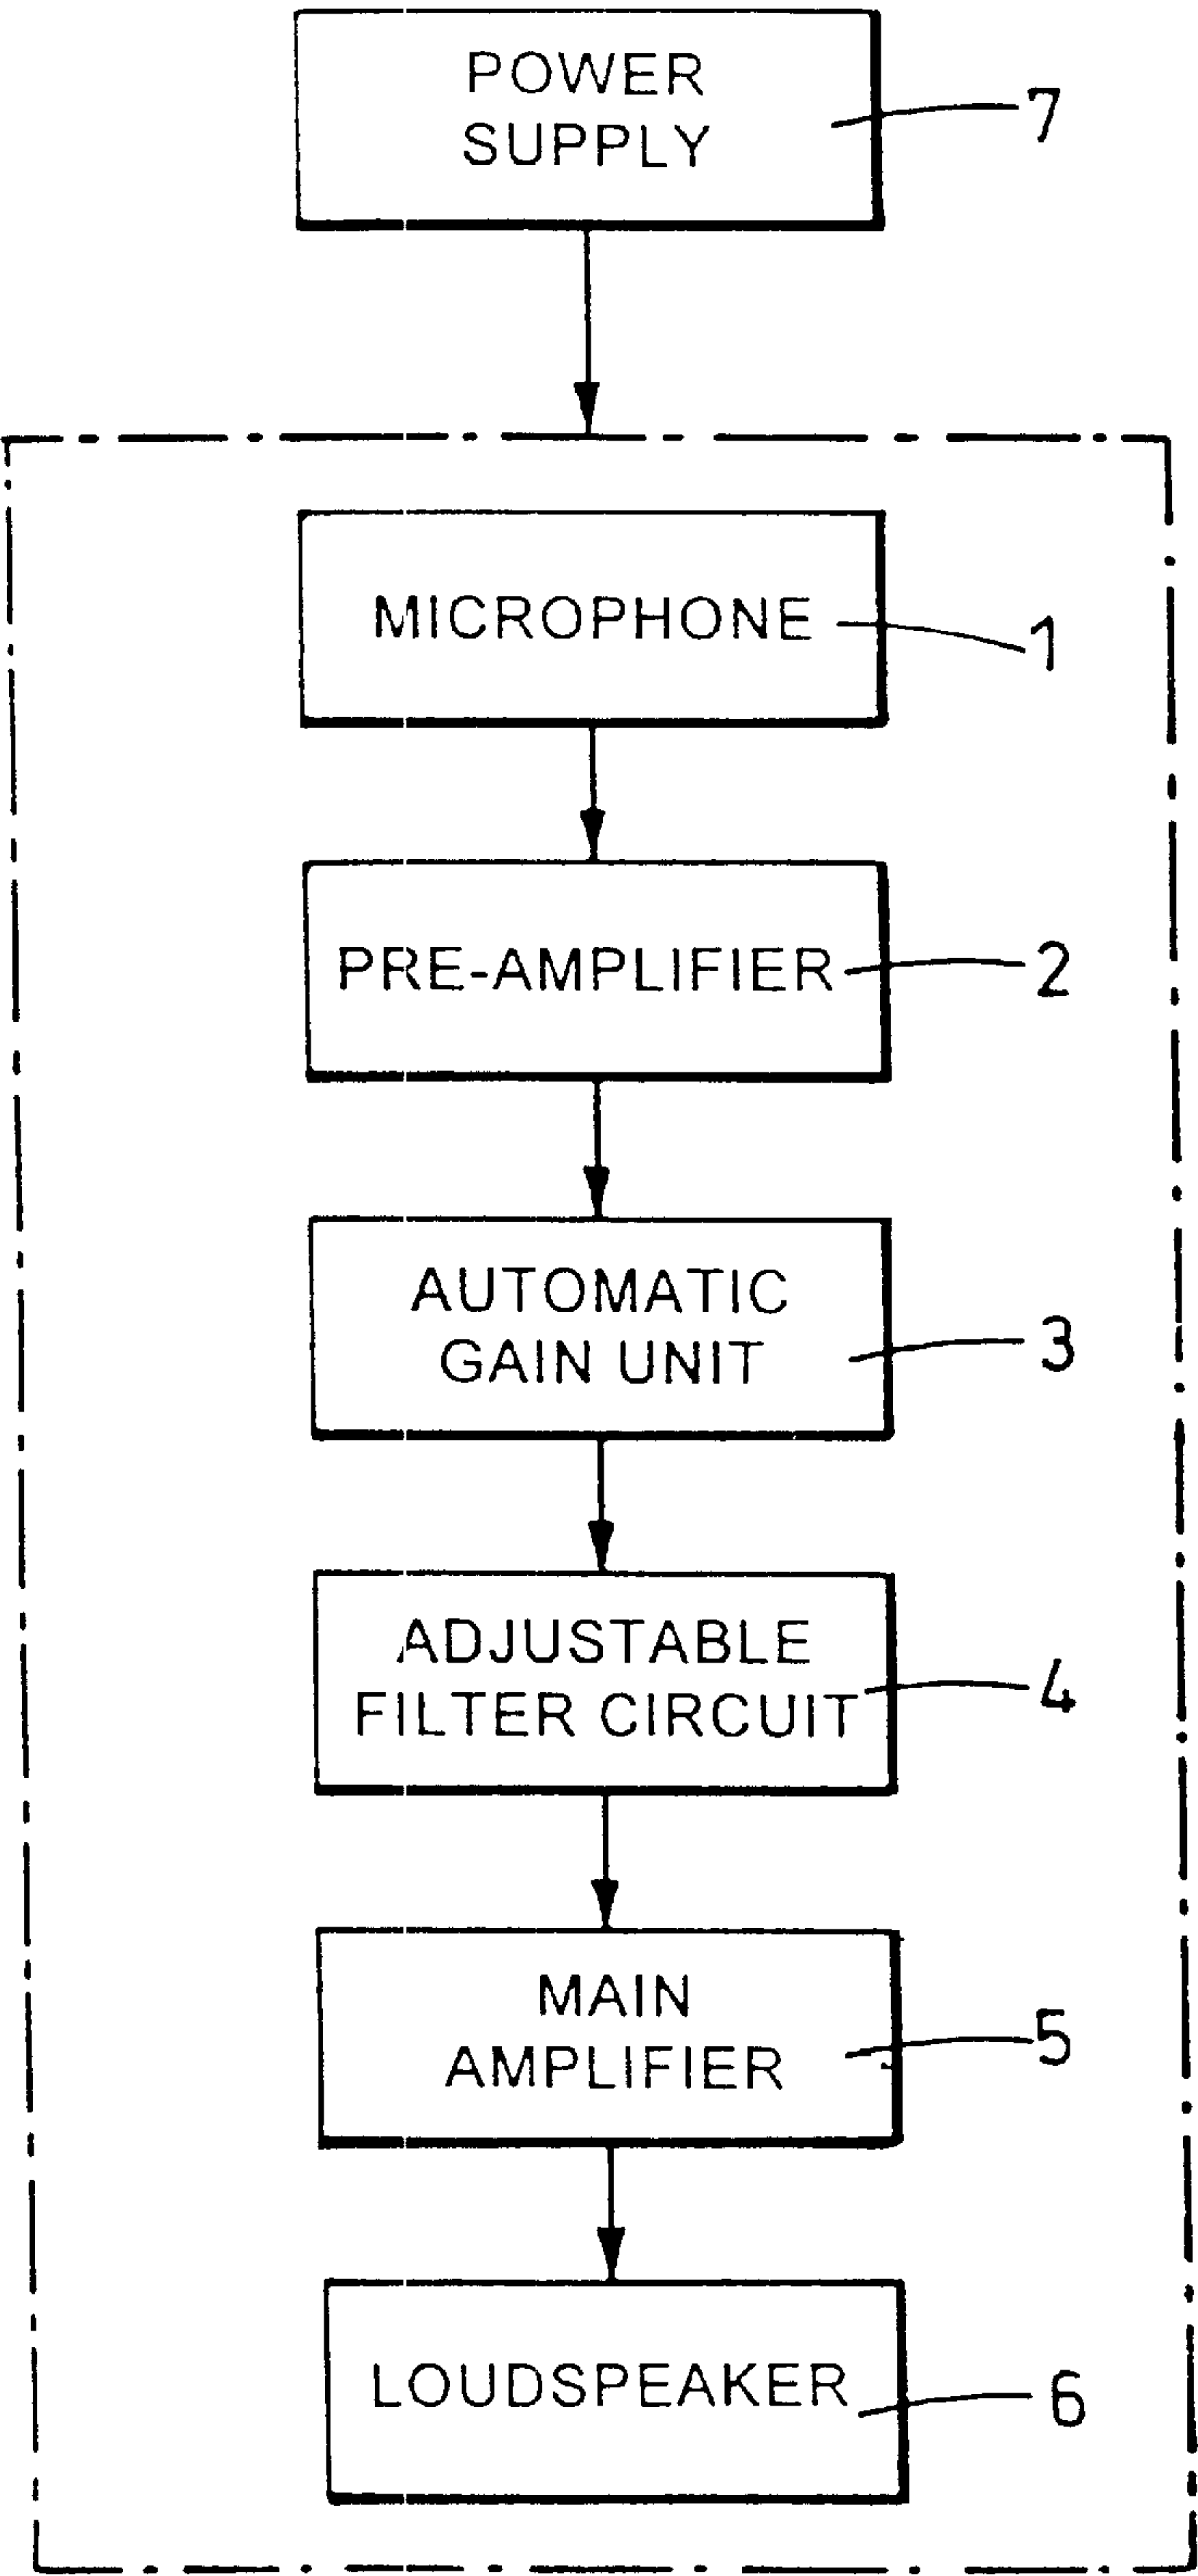 POWER
SUPPLY
7
MICROPHONE
1
PRE-AMPLIFIER
2
AUTOMATIC
GAIN UNIT
3
ADJUSTABLE
FILTER CIRCUIT
4
MAIN
AMPLIFIER
5
LOUDSPEAKER
6